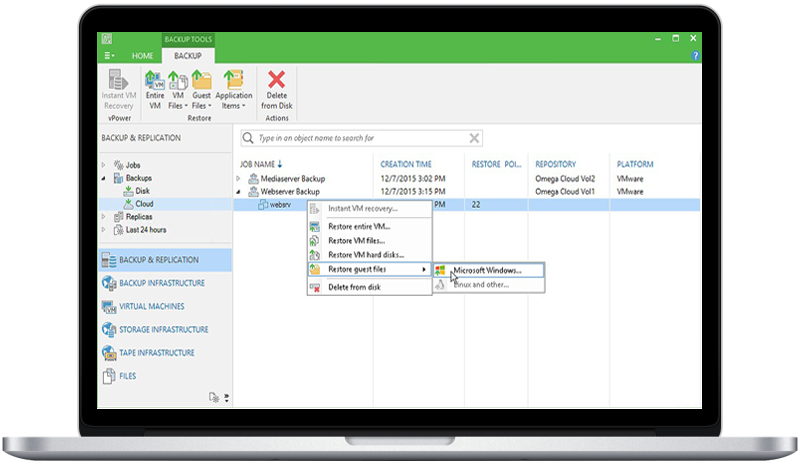 BACKUP TOOLS
HOME BACKUP
Instant VM Recovery
Entire VM
VM Files
Guest Files
Application Items
Delete from Disk
vPower Restore Actions
BACKUP & REPLICATION
Type in an object name to search for
Jobs
Backups
Disk
Cloud
Replicas
Last 24 hours
JOB NAME CREATION TIME RESTORE POI... REPOSITORY PLATFORM
Mediaserver Backup 12/7/2015 3:02 PM Omega Cloud Vol2 VMware
Webserver Backup 12/7/2015 3:15 PM Omega Cloud Vol1 VMware
websrv PM 22
Instant VM recovery...
Restore entire VM...
Restore VM files...
Restore VM hard disks...
Restore guest files
Microsoft Windows...
Linux and other...
Delete from disk
BACKUP & REPLICATION
BACKUP INFRASTRUCTURE
VIRTUAL MACHINES
STORAGE INFRASTRUCTURE
TAPE INFRASTRUCTURE
FILES